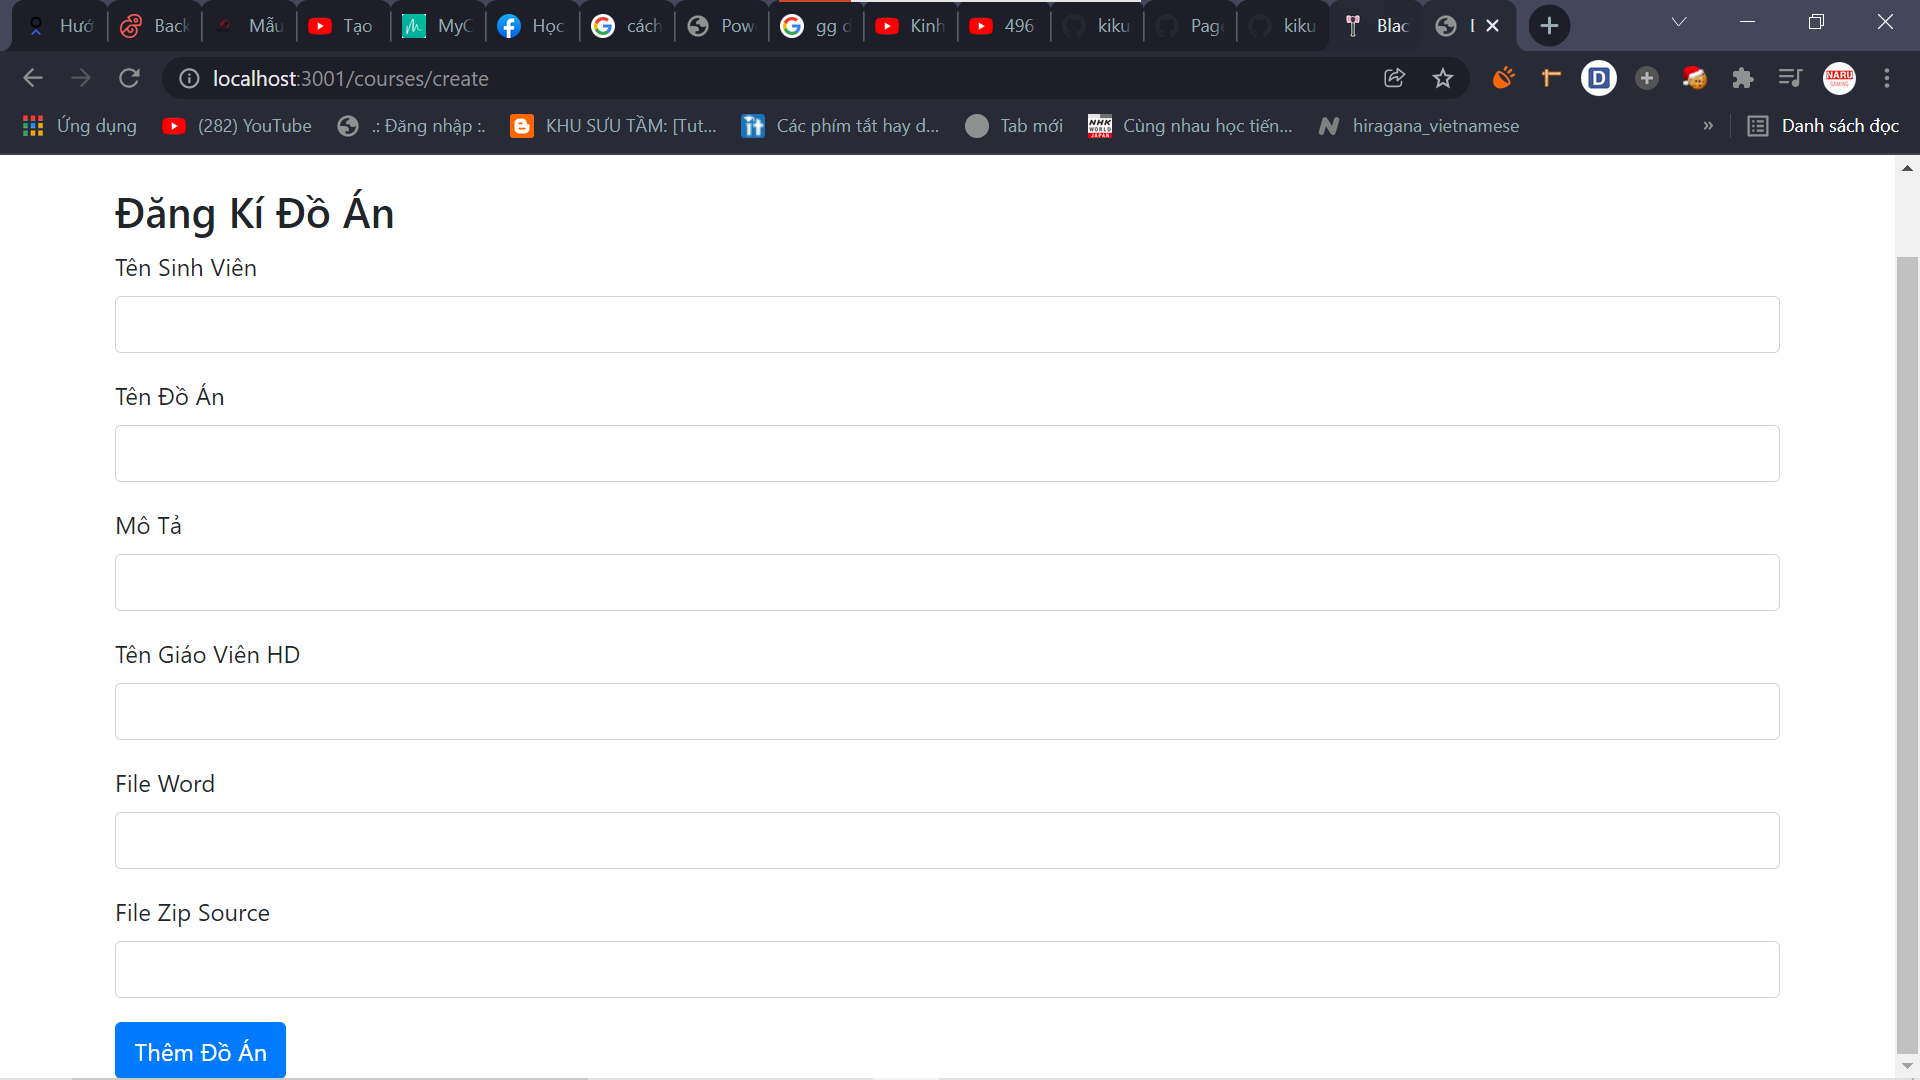 Hướ
Back
Mẫu
Tạo
MyC
Học
cách
Pow
gg d
Kinh
496
kiku
Page
kiku
Blac
localhost:3001/courses/create
Ứng dụng
(282) YouTube
.: Đăng nhập :.
KHU SƯU TẦM: [Tut...
Các phím tắt hay d...
Tab mới
Cùng nhau học tiến...
hiragana_vietnamese
»
Danh sách đọc
Đăng Kí Đồ Án
Tên Sinh Viên
Tên Đồ Án
Mô Tả
Tên Giáo Viên HD
File Word
File Zip Source
Thêm Đồ Án